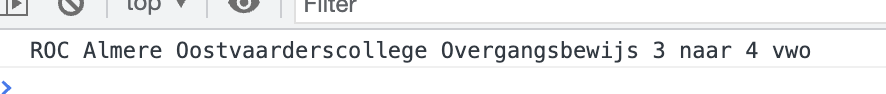 top ▼ Filter
ROC Almere Oostvaarderscollege Overgangsbewijs 3 naar 4 vwo
>